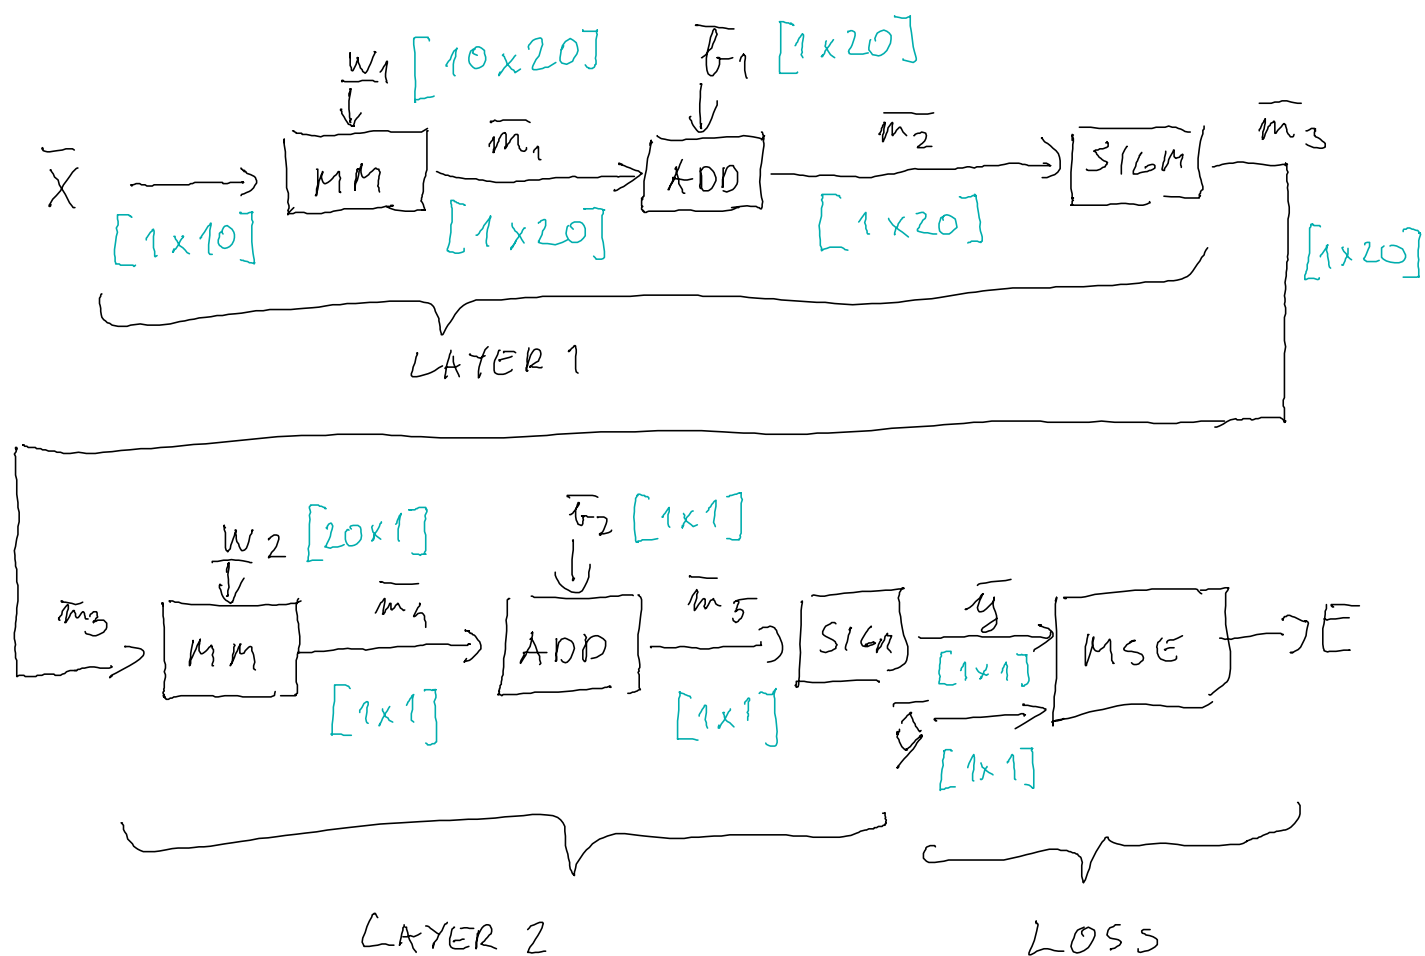 W1 [10x20] b1 [1x20]
X MM m1 ADD m2 SIGM m3
[1x10] [1x20] [1x20] [1x20]
LAYER 1
W2 [20x1] b2 [1x1]
m3 MM m4 ADD m5 SIGM y MSE E
[1x1] [1x1] [1x1]
ŷ [1x1]
LAYER 2 LOSS